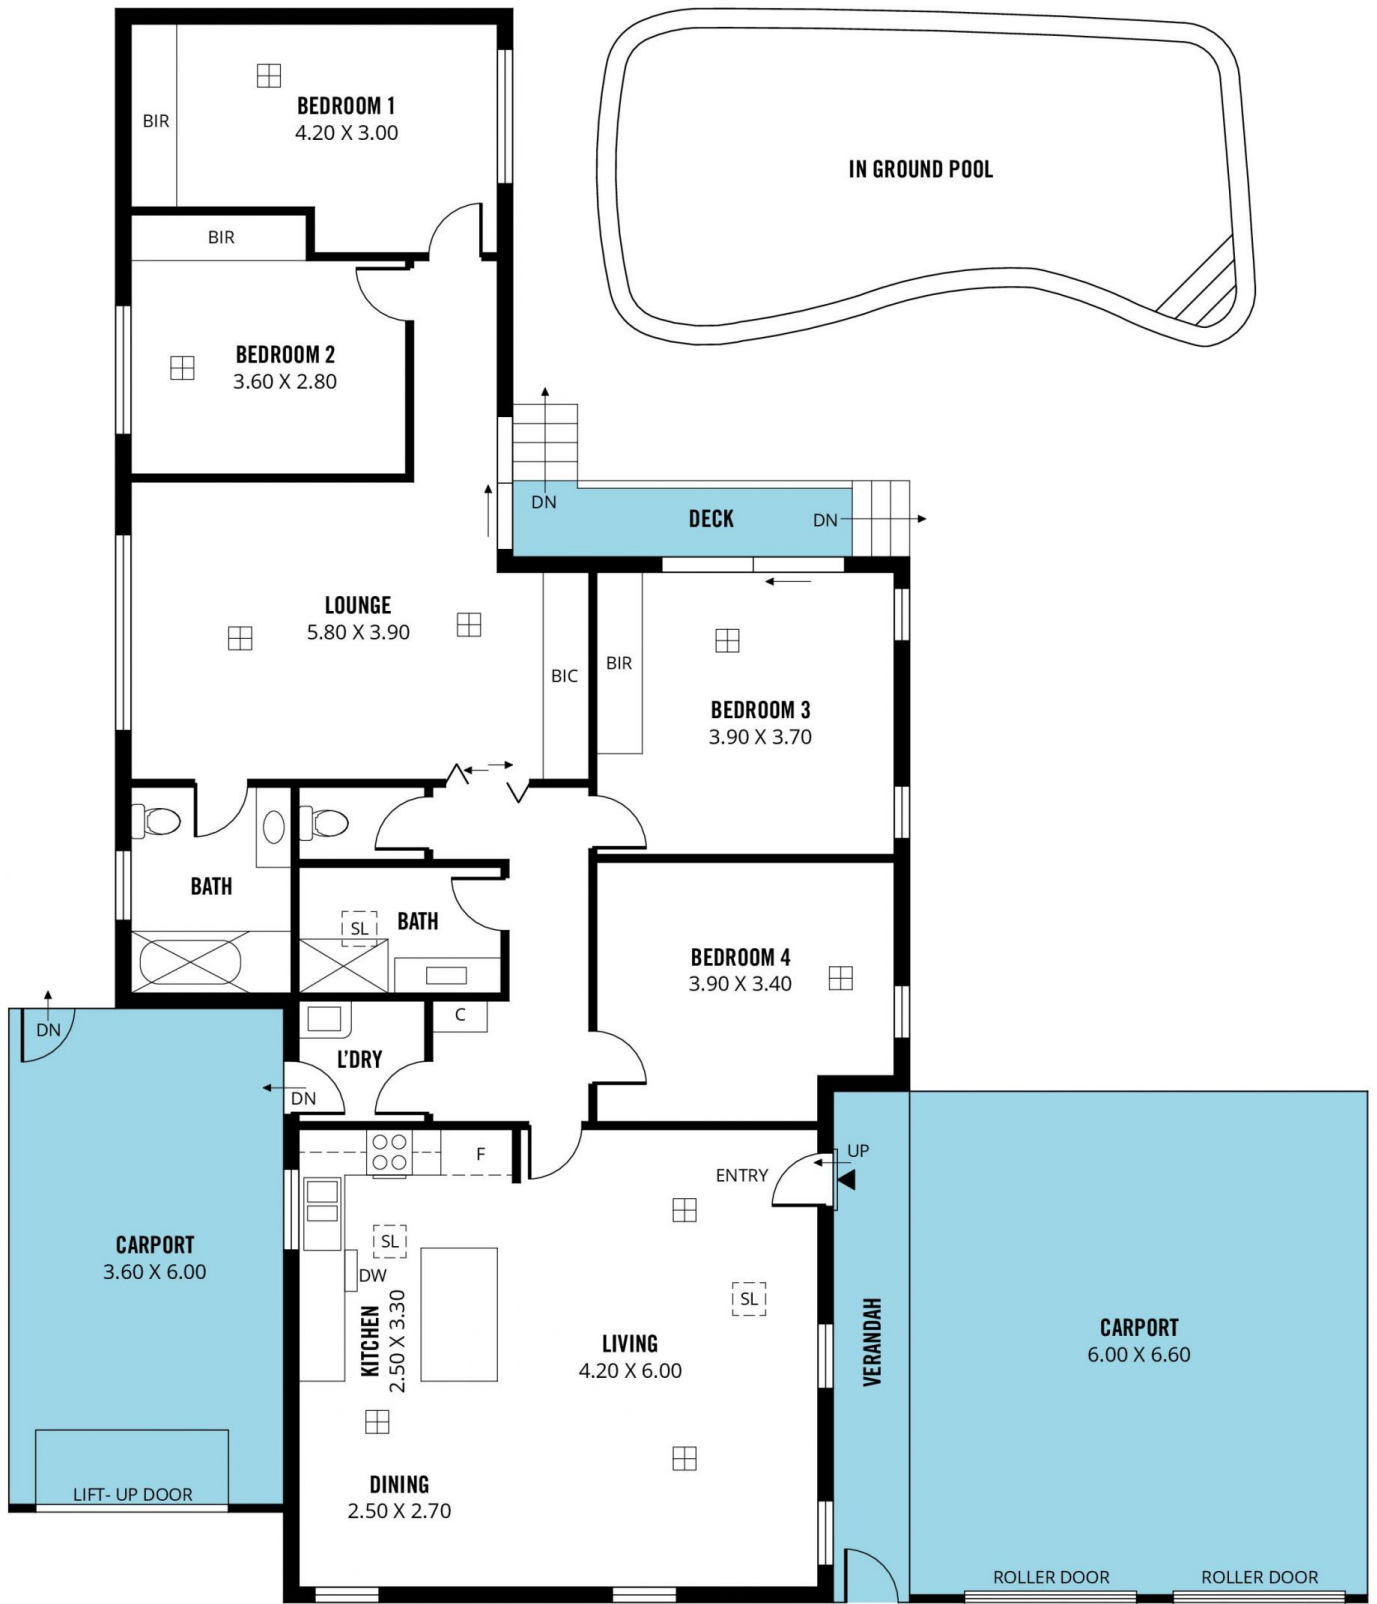 BEDROOM 1
4.20 X 3.00
BIR
IN GROUND POOL
BIR
BEDROOM 2
3.60 X 2.80
DN
DECK
DN
LOUNGE
5.80 X 3.90
BIC
BIR
BEDROOM 3
3.90 X 3.70
BATH
SL
BATH
BEDROOM 4
3.90 X 3.40
DN
C
L'DRY
DN
F
ENTRY
UP
SL
DW
KITCHEN
2.50 X 3.30
SL
LIVING
4.20 X 6.00
CARPORT
3.60 X 6.00
VERANDAH
CARPORT
6.00 X 6.60
DINING
2.50 X 2.70
LIFT- UP DOOR
ROLLER DOOR
ROLLER DOOR